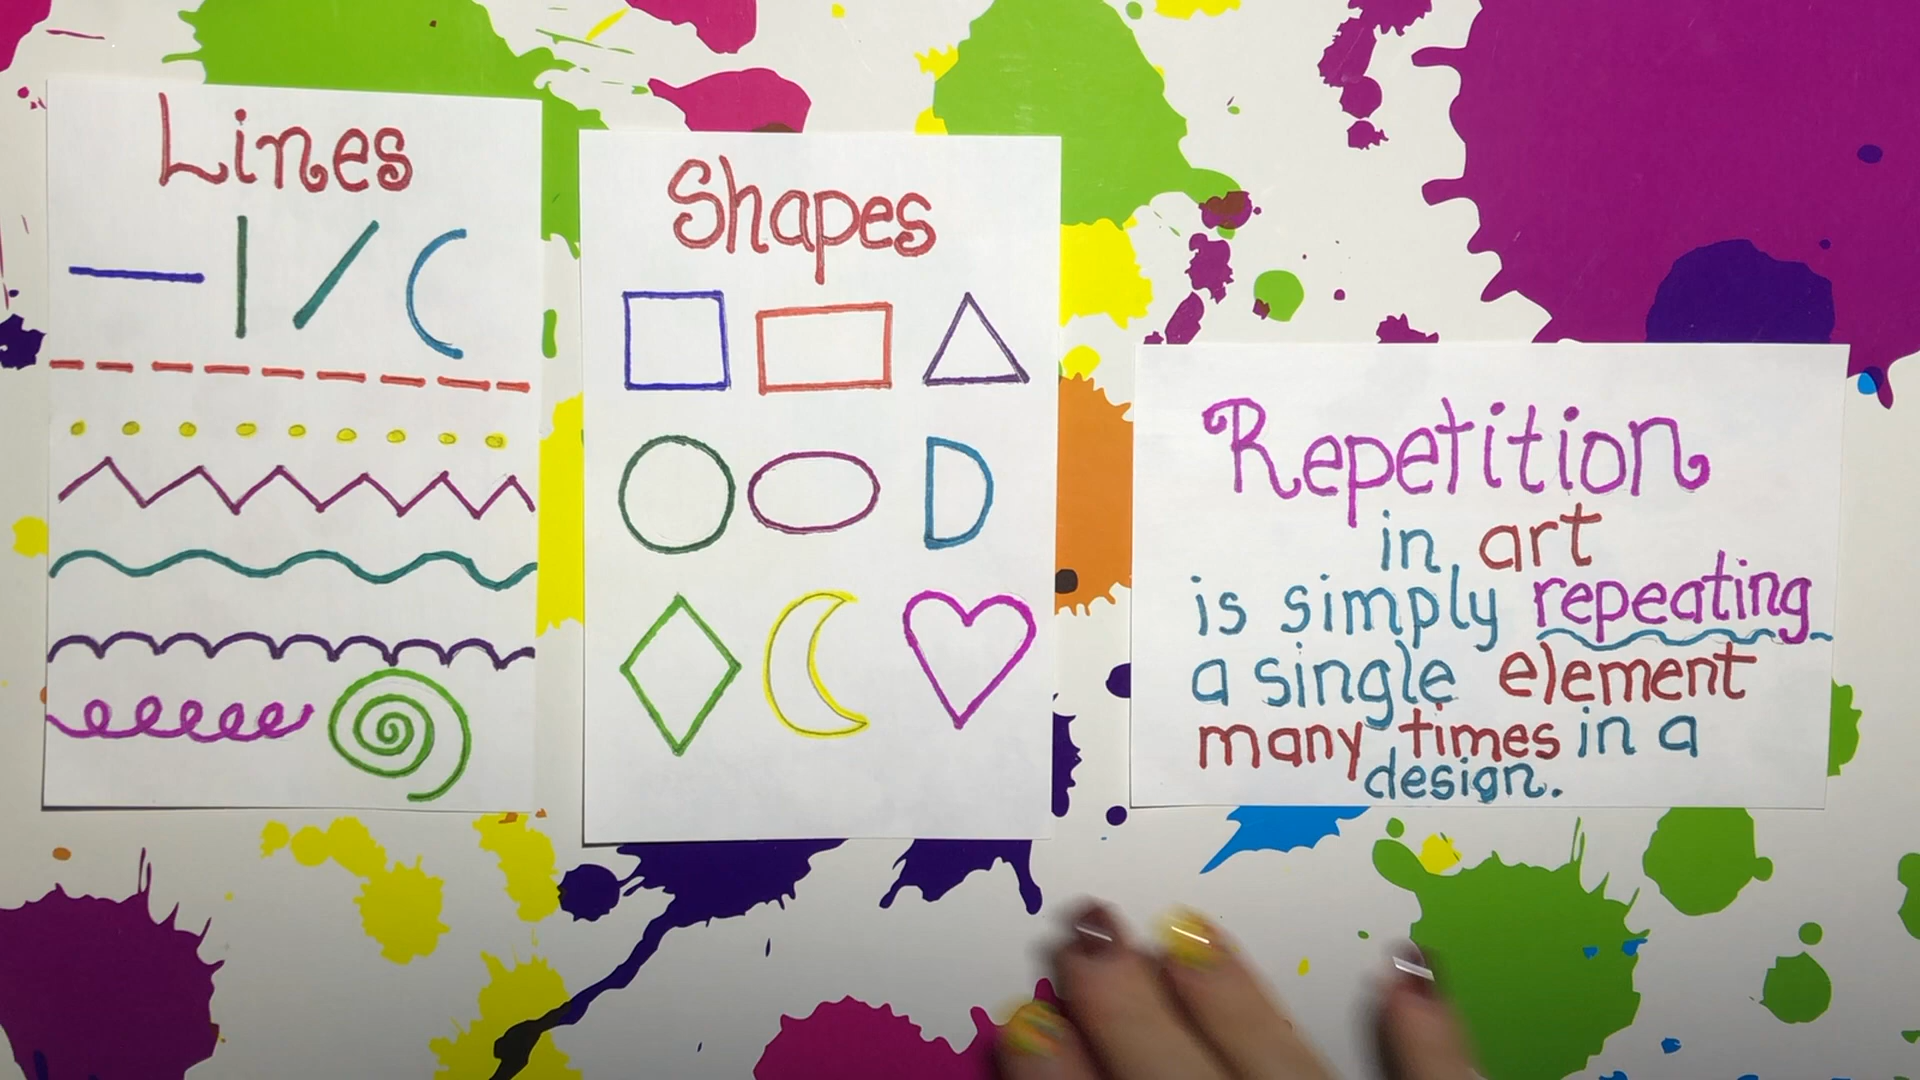 Lines
Shapes
Repetition
in art
is simply repeating
a single element
many times in a
design.